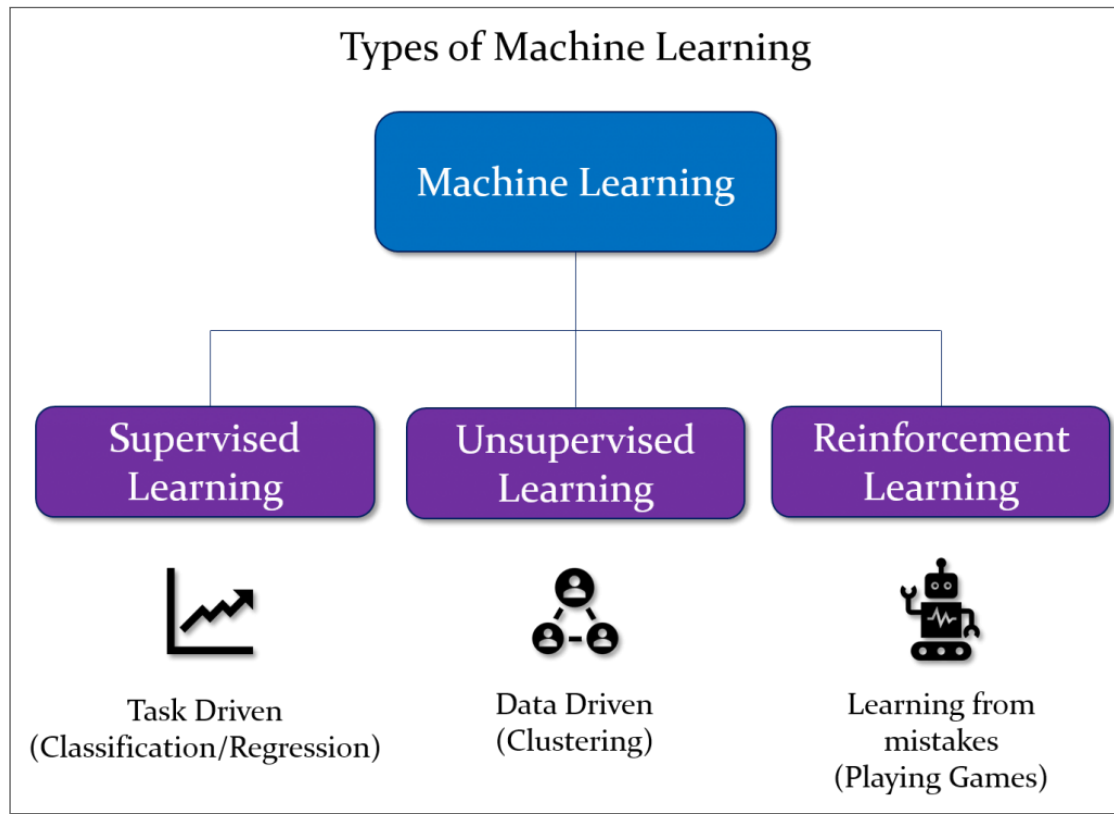 Types of Machine Learning
Machine Learning
Supervised
Learning
Unsupervised
Learning
Reinforcement
Learning
Task Driven
(Classification/Regression)
Data Driven
(Clustering)
Learning from
mistakes
(Playing Games)